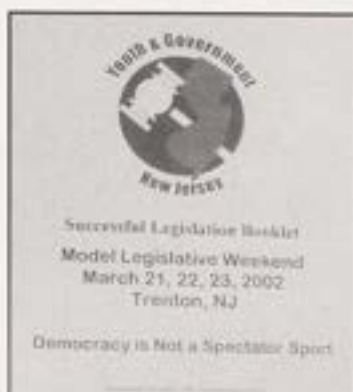 Youth & Government
New Jersey
Successful Legislation Booklet
Model Legislative Weekend
March 21, 22, 23, 2002
Trenton, NJ
Democracy is Not a Spectator Sport